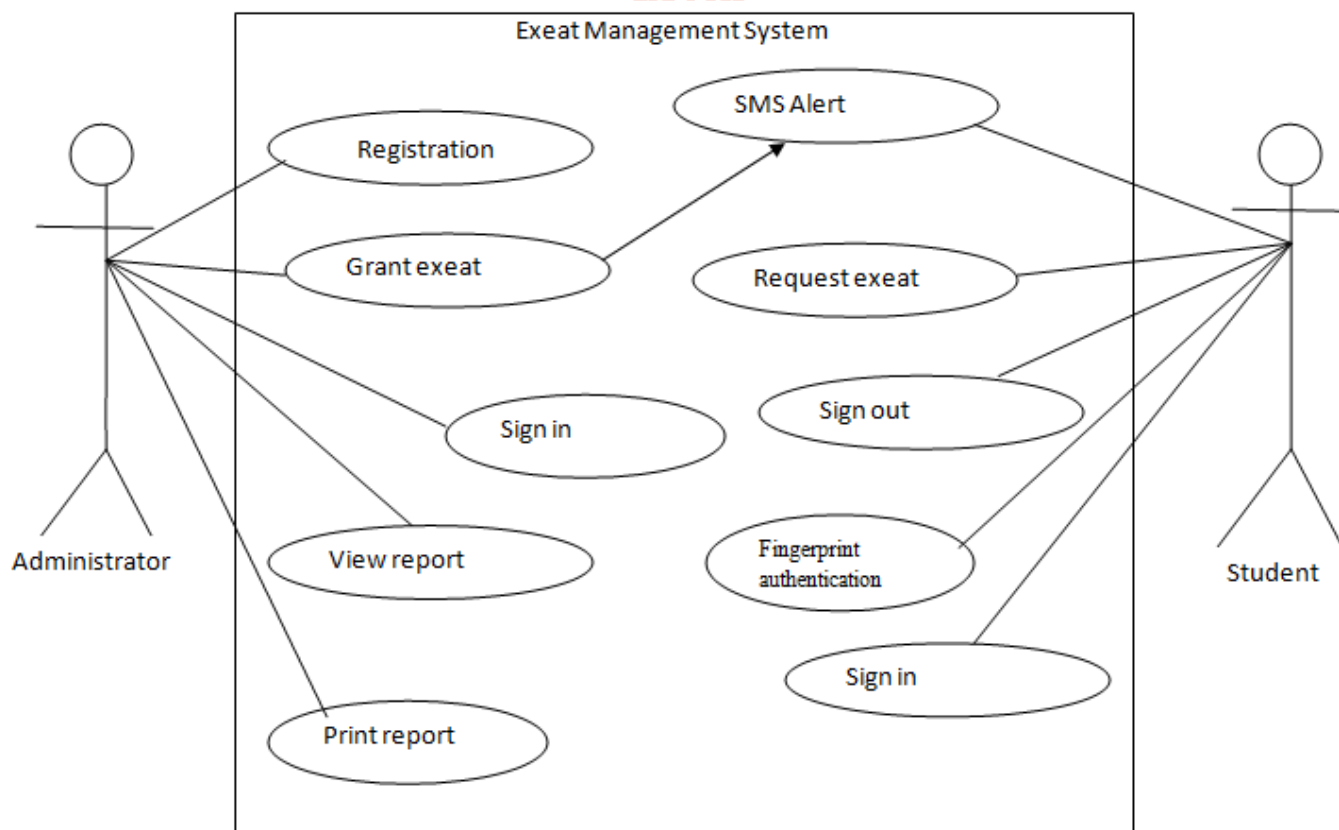 Exeat Management System
SMS Alert
Registration
Grant exeat
Request exeat
Sign in
Sign out
View report
Fingerprint
authentication
Administrator
Student
Sign in
Print report